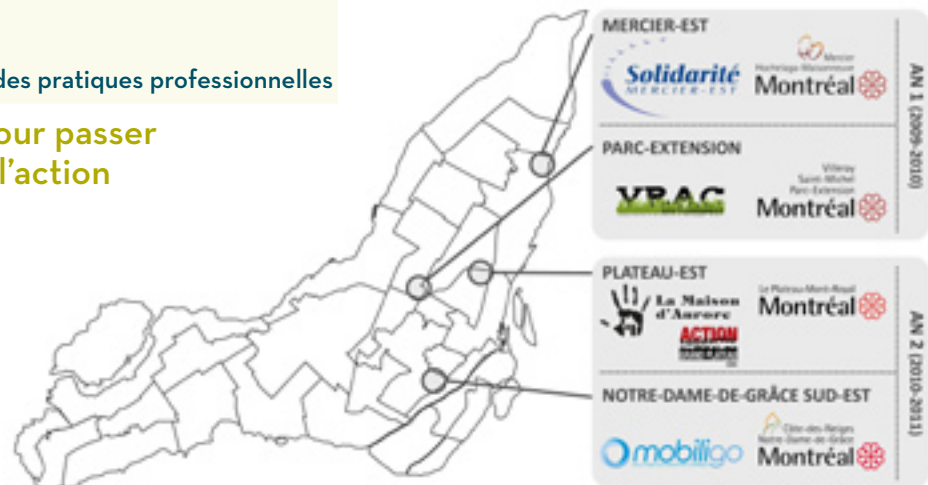 des pratiques professionnelles
our passer
l'action
MERCIER-EST
Solidarité
MERCIER-EST
Mercier
Hochelaga-Maisonneuve
Montréal
PARC-EXTENSION
VRAC
Villeray
Saint-Michel
Parc-Extension
Montréal
AN 1 (2009-2010)
PLATEAU-EST
La Maison
d'Aurore
ACTION
Le Plateau-Mont-Royal
Montréal
NOTRE-DAME-DE-GRÂCE SUD-EST
mobiligo
Côte-des-Neiges
Notre-Dame-de-Grâce
Montréal
AN 2 (2010-2011)